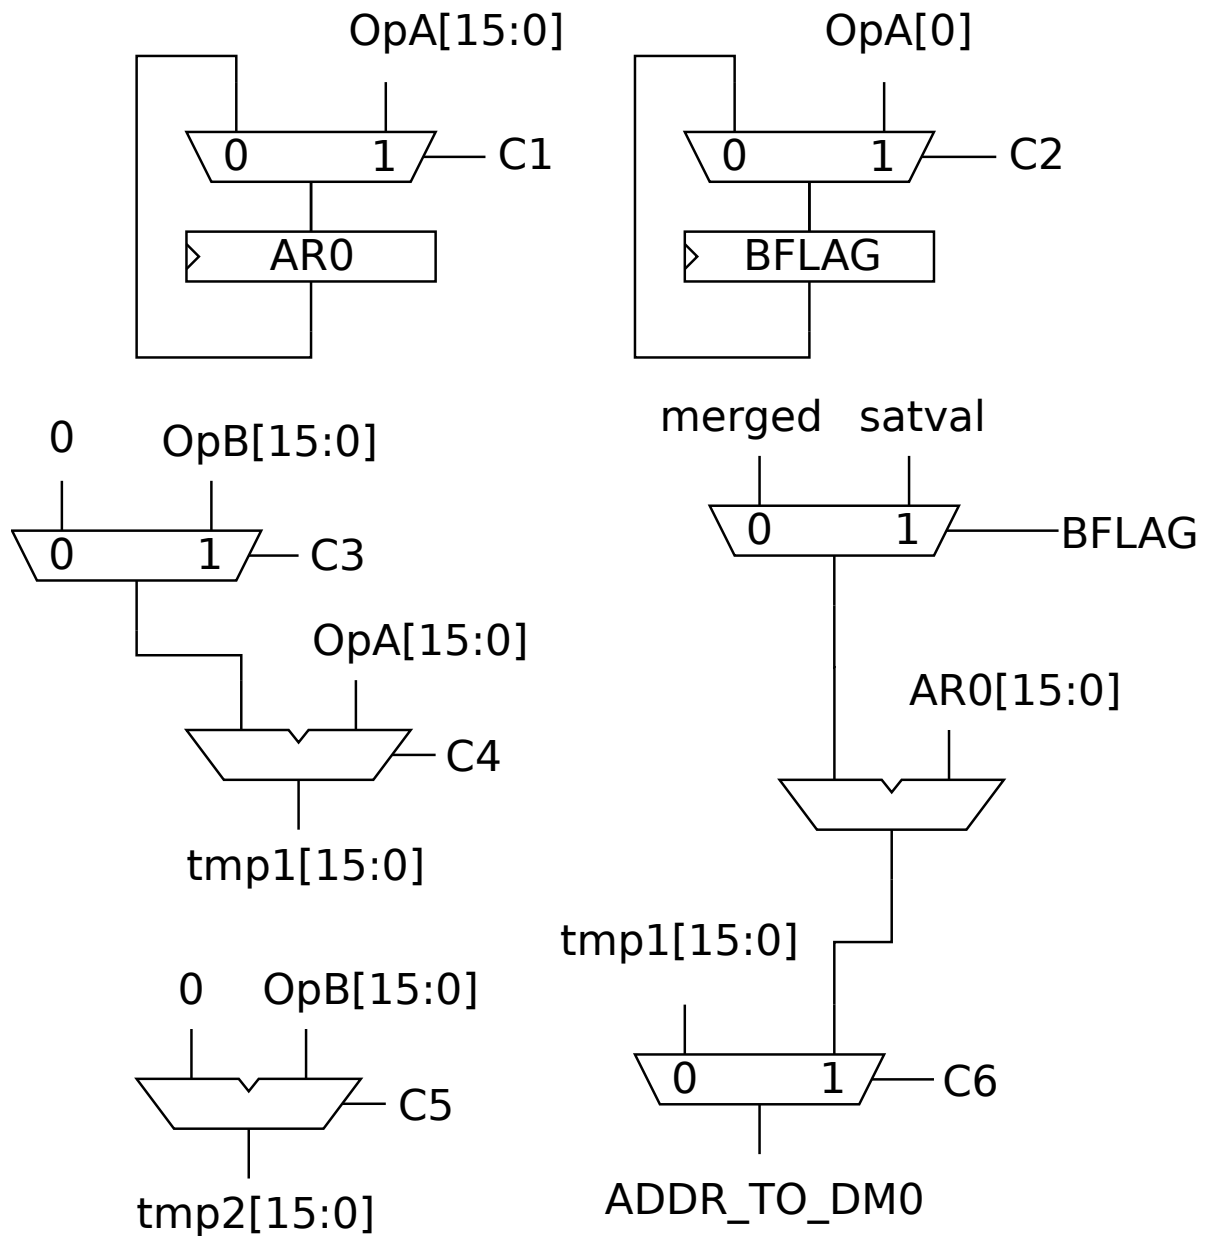 OpA[15:0]
0 1
C1
AR0
OpA[0]
0 1
C2
BFLAG
0 OpB[15:0]
0 1
C3
OpA[15:0]
C4
tmp1[15:0]
0 OpB[15:0]
C5
tmp2[15:0]
merged satval
0 1
BFLAG
AR0[15:0]
tmp1[15:0]
0 1
C6
ADDR_TO_DM0